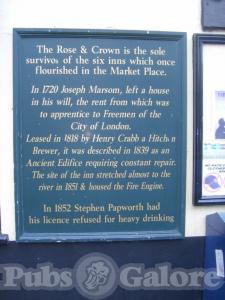 The Rose & Crown is the sole
survivor of the six inns which once
flourished in the Market Place.
In 1720 Joseph Marsom, left a house
in his will, the rent from which was
to apprentice to Freemen of the
City of London.
Leased in 1818 by Henry Crabb a Hitchin
Brewer, it was described in 1839 as an
Ancient Edifice requiring constant repair.
The site of the inn stretched almost to the
river in 1851 & housed the Fire Engine.
In 1852 Stephen Papworth had
his licence refused for heavy drinking
Pubs Galore